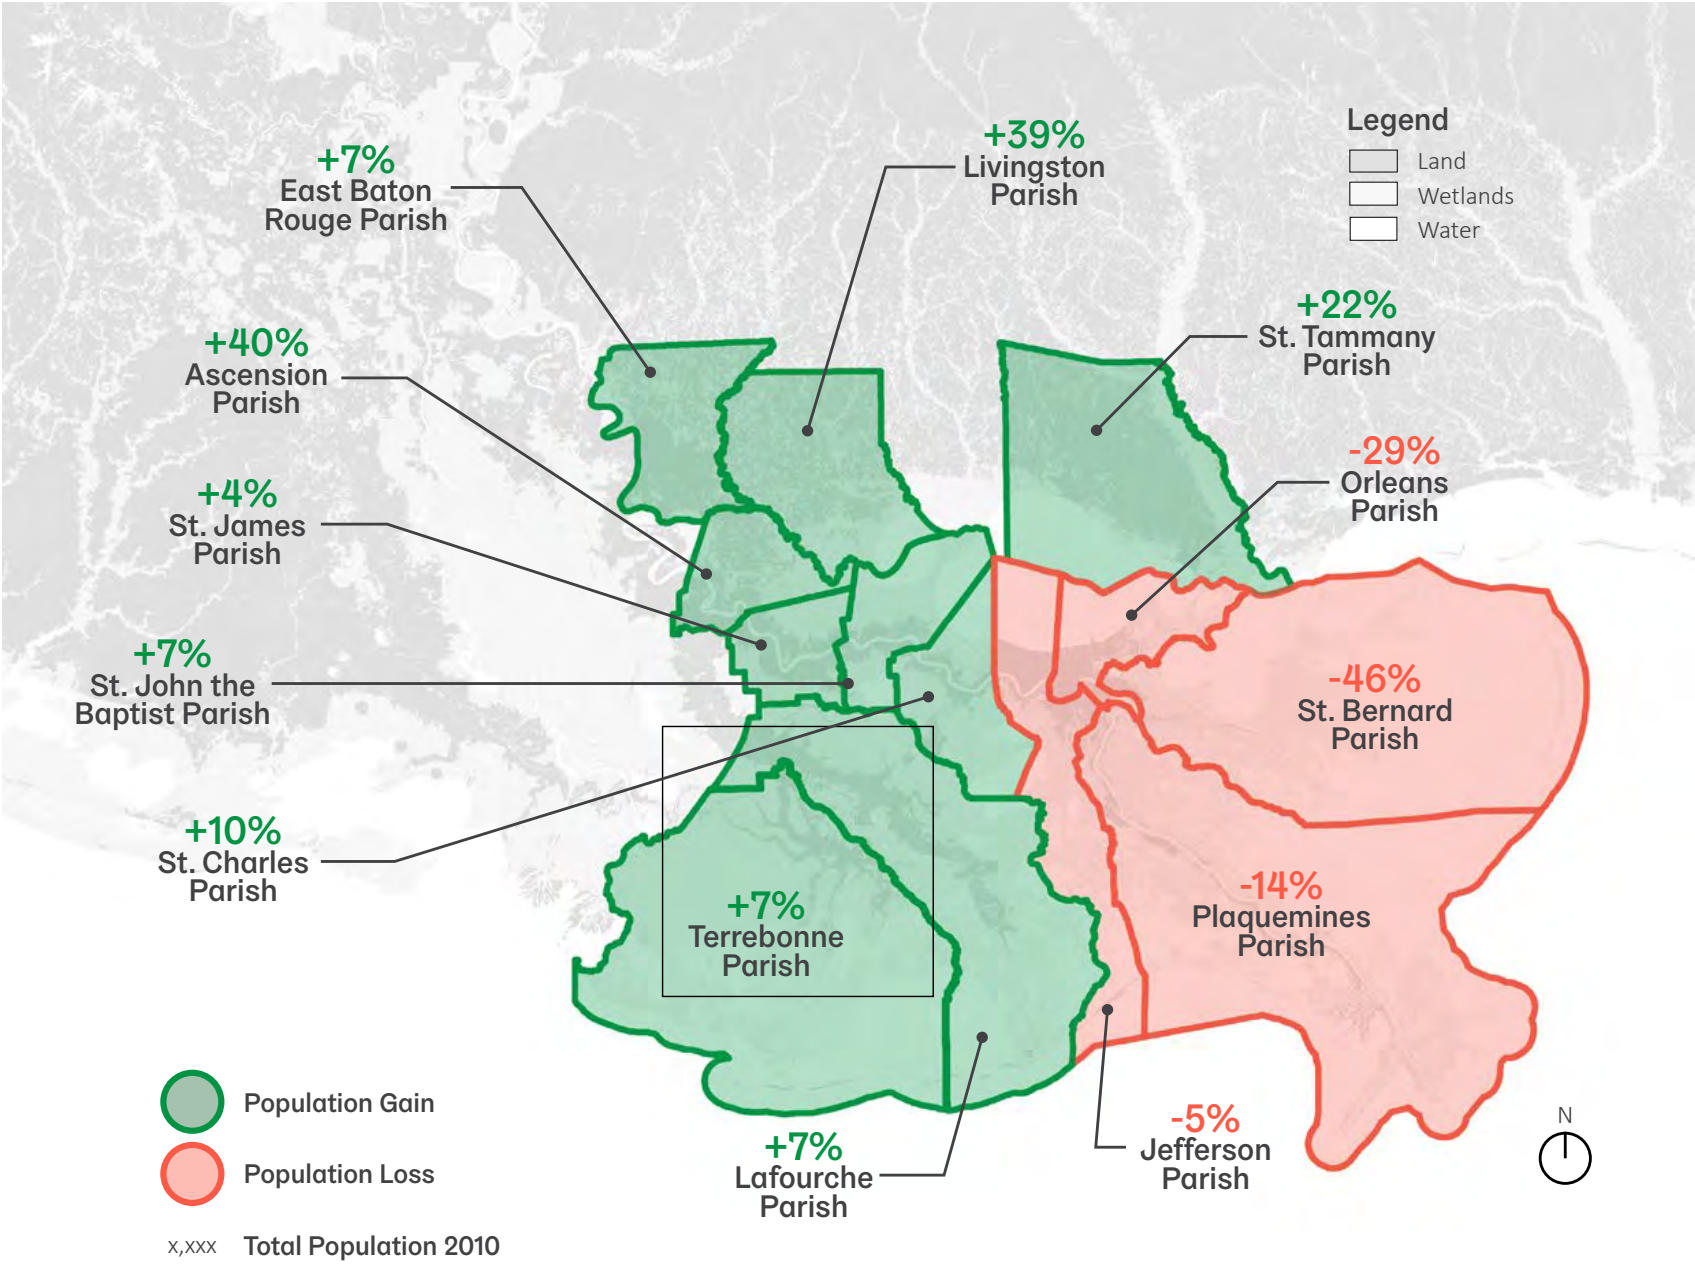 +39%
Livingston
Parish
Legend
Land
Wetlands
Water
+7%
East Baton
Rouge Parish
+22%
St. Tammany
Parish
+40%
Ascension
Parish
-29%
Orleans
Parish
+4%
St. James
Parish
+7%
St. John the
Baptist Parish
-46%
St. Bernard
Parish
+10%
St. Charles
Parish
+7%
Terrebonne
Parish
-14%
Plaquemines
Parish
+7%
Lafourche
Parish
-5%
Jefferson
Parish
N
Population Gain
Population Loss
x,xxx Total Population 2010